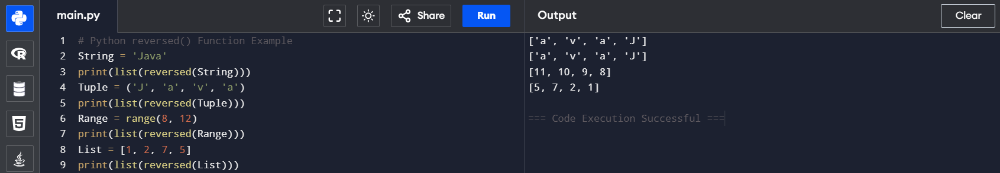 main.py
Share
Run
Output
Clear
1 # Python reversed() Function Example
2 String = 'Java'
3 print(list(reversed(String)))
4 Tuple = ('J', 'a', 'v', 'a')
5 print(list(reversed(Tuple)))
6 Range = range(8, 12)
7 print(list(reversed(Range)))
8 List = [1, 2, 7, 5]
9 print(list(reversed(List)))
['a', 'v', 'a', 'J']
['a', 'v', 'a', 'J']
[11, 10, 9, 8]
[5, 7, 2, 1]
=== Code Execution Successful ===